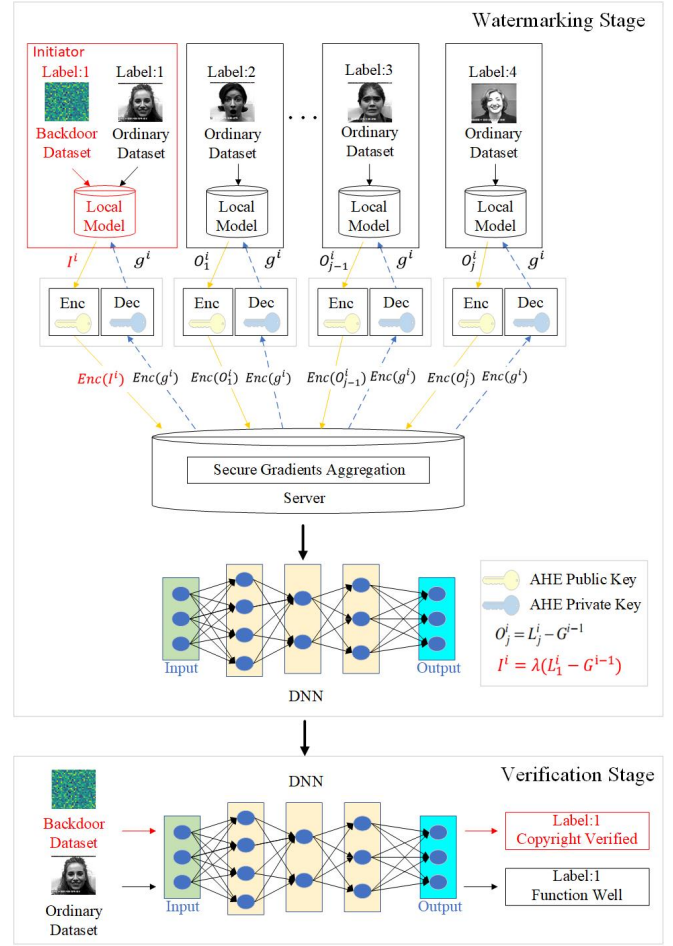 Watermarking Stage
Initiator
Label:1
Label:1
Label:2
Label:3
Label:4
Backdoor
Dataset
Ordinary
Dataset
Ordinary
Dataset
. . .
Ordinary
Dataset
Ordinary
Dataset
Local
Model
Local
Model
Local
Model
Local
Model
I^i
g^i
O_1^i
g^i
O_{j-1}^i
g^i
O_j^i
g^i
Enc
Dec
Enc
Dec
Enc
Dec
Enc
Dec
Enc(I^i)
Enc(g^i)
Enc(O_1^i)
Enc(g^i)
Enc(O_{j-1}^i)
Enc(g^i)
Enc(O_j^i)
Enc(g^i)
Secure Gradients Aggregation
Server
Input
Output
DNN
AHE Public Key
AHE Private Key
O_j^i = L_j^i - G^{i-1}
I^i = λ(L_1^i - G^{i-1})
Verification Stage
DNN
Backdoor
Dataset
Ordinary
Dataset
Input
Output
Label:1
Copyright Verified
Label:1
Function Well